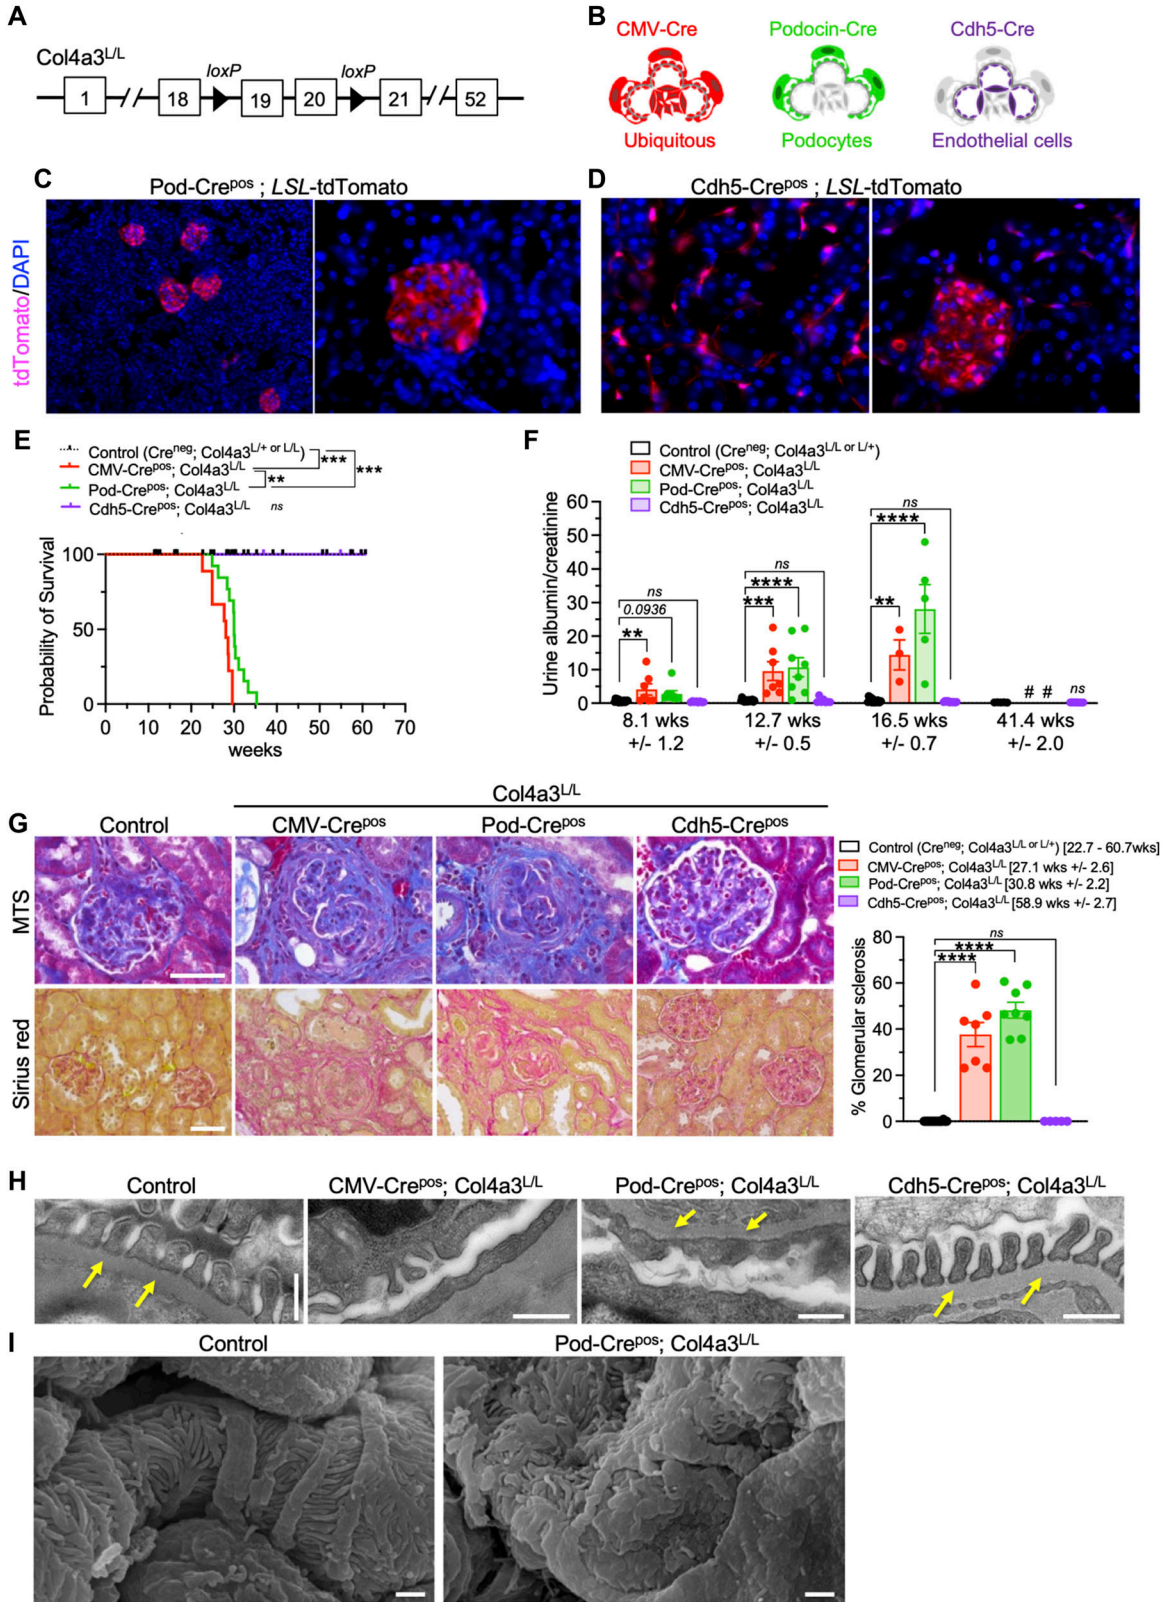 A
Col4a3L/L
loxP
loxP
1
18
19
20
21
52
B
CMV-Cre
Podocin-Cre
Cdh5-Cre
Ubiquitous
Podocytes
Endothelial cells
C
Pod-Crepos ; LSL-tdTomato
D
Cdh5-Crepos ; LSL-tdTomato
tdTomato/DAPI
E
Control (Creneg; Col4a3L/+ or L/L)
CMV-Crepos; Col4a3L/L
Pod-Crepos; Col4a3L/L
Cdh5-Crepos; Col4a3L/L
ns
***
**
***
Probability of Survival
100
50
0
0 10 20 30 40 50 60 70
weeks
F
Control (Creneg; Col4a3L/L or L/+)
CMV-Crepos; Col4a3L/L
Pod-Crepos; Col4a3L/L
Cdh5-Crepos; Col4a3L/L
Urine albumin/creatinine
60
50
40
30
20
10
0
ns
0.0936
**
ns
****
***
ns
****
**
# #
ns
8.1 wks 12.7 wks 16.5 wks 41.4 wks
+/- 1.2 +/- 0.5 +/- 0.7 +/- 2.0
Col4a3L/L
G
Control
CMV-Crepos
Pod-Crepos
Cdh5-Crepos
MTS
Sirius red
Control (Creneg; Col4a3L/L or L/+) [22.7 - 60.7wks]
CMV-Crepos; Col4a3L/L [27.1 wks +/- 2.6]
Pod-Crepos; Col4a3L/L [30.8 wks +/- 2.2]
Cdh5-Crepos; Col4a3L/L [58.9 wks +/- 2.7]
% Glomerular sclerosis
80
60
40
20
0
ns
****
****
H
Control
CMV-Crepos; Col4a3L/L
Pod-Crepos; Col4a3L/L
Cdh5-Crepos; Col4a3L/L
I
Control
Pod-Crepos; Col4a3L/L